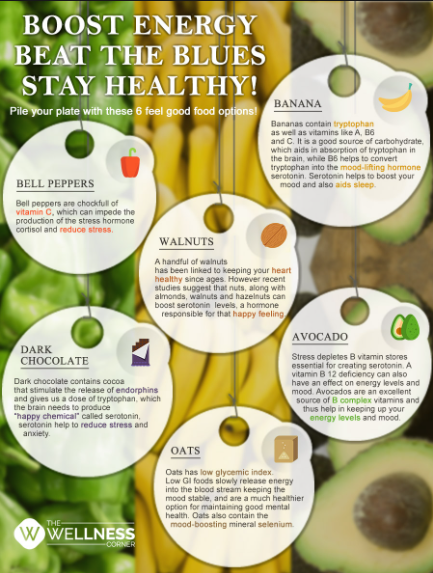 BOOST ENERGY
BEAT THE BLUES
STAY HEALTHY!
Pile your plate with these 6 feel good food options!
BANANA
Bananas contain tryptophan
as well as vitamins like A, B6
and C. It is a good source of carbohydrate,
which aids in absorption of tryptophan in
the brain, while B6 helps to convert
tryptophan into the mood-lifting hormone
serotonin. Serotonin helps to boost your
mood and also aids sleep.
BELL PEPPERS
Bell peppers are chockfull of
vitamin C, which can impede the
production of the stress hormone
cortisol and reduce stress.
WALNUTS
A handful of walnuts
has been linked to keeping your heart
healthy since ages. However recent
studies suggest that nuts, along with
almonds, walnuts and hazelnuts can
boost serotonin levels, a hormone
responsible for that happy feeling.
AVOCADO
Stress depletes B vitamin stores
essential for creating serotonin. A
vitamin B 12 deficiency can also
have an effect on energy levels and
mood. Avocados are an excellent
source of B complex vitamins and
thus help in keeping up your
energy levels and mood.
DARK
CHOCOLATE
Dark chocolate contains cocoa
that stimulate the release of endorphins
and gives us a dose of tryptophan, which
the brain needs to produce
"happy chemical" called serotonin,
serotonin help to reduce stress and
anxiety.
OATS
Oats has low glycemic index.
Low GI foods slowly release energy
into the blood stream keeping the
mood stable, and are a much healthier
option for maintaining good mental
health. Oats also contain the
mood-boosting mineral selenium.
W
THE
WELLNESS
CORNER